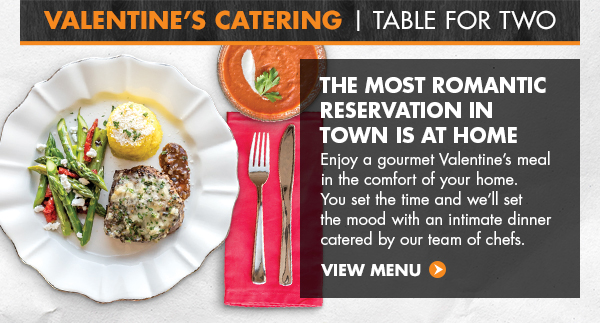 VALENTINE'S CATERING | TABLE FOR TWO
THE MOST ROMANTIC
RESERVATION IN
TOWN IS AT HOME
Enjoy a gourmet Valentine's meal
in the comfort of your home.
You set the time and we'll set
the mood with an intimate dinner
catered by our team of chefs.
VIEW MENU